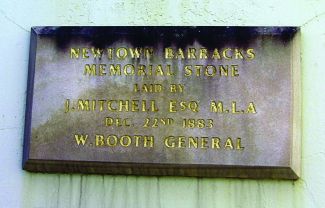 NEWTOWN BARRACKS
MEMORIAL STONE
LAID BY
J. MITCHELL ESQ M.L.A
DEC. 22ND 1883
W. BOOTH GENERAL